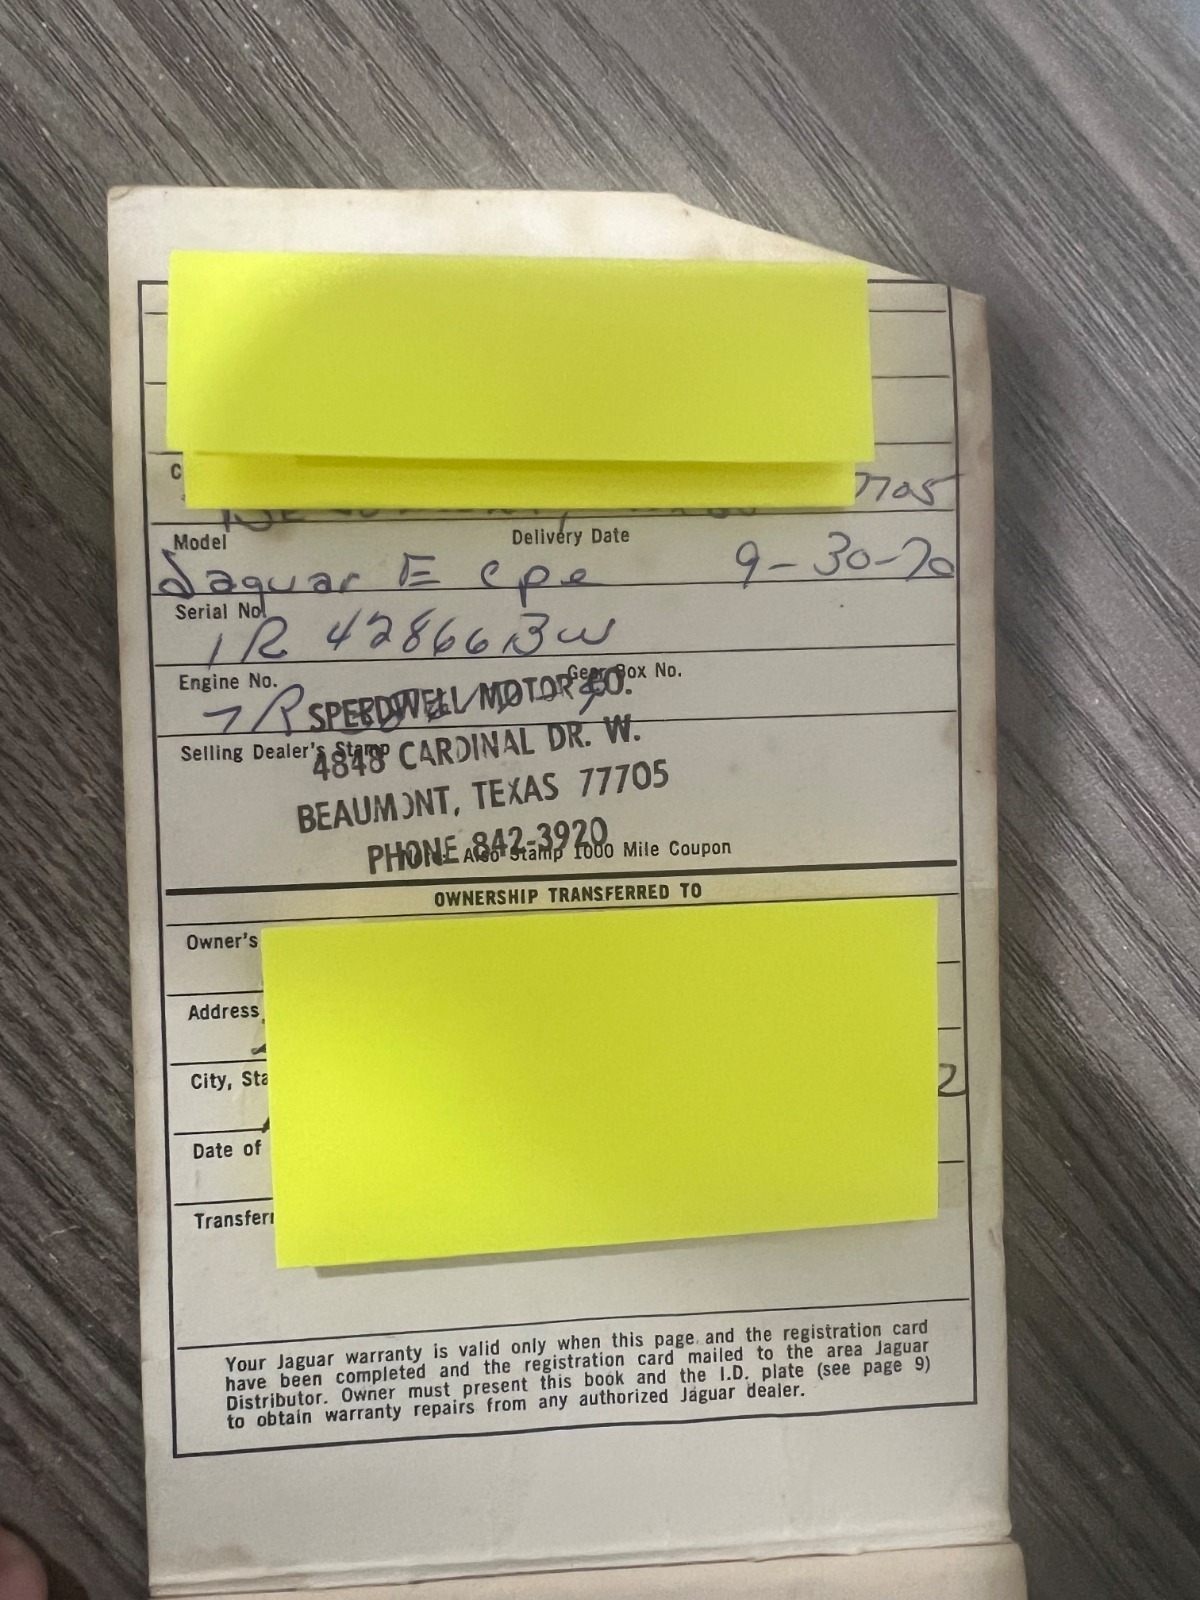 C
7705
Model Delivery Date
Jaguar E cpe 9-30-70
Serial No.
1R 42866BW
Engine No. Gear Box No.
7R
SPEEDWELL MOTOR CO.
Selling Dealer's Stamp
4848 CARDINAL DR. W.
BEAUMONT, TEXAS 77705
PHONE 842-3920
Also Stamp 1000 Mile Coupon
OWNERSHIP TRANSFERRED TO
Owner's
Address
City, Sta
2
Date of
Transferr
Your Jaguar warranty is valid only when this page and the registration card
have been completed and the registration card mailed to the area Jaguar
Distributor. Owner must present this book and the I.D. plate (see page 9)
to obtain warranty repairs from any authorized Jaguar dealer.